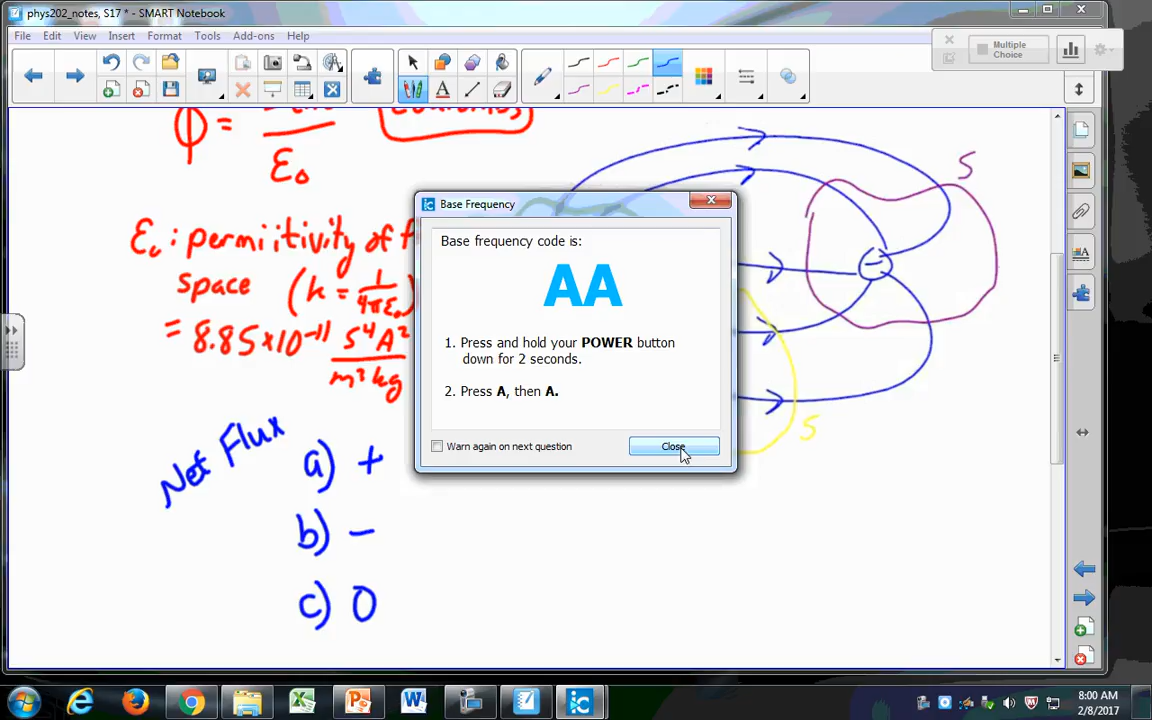 phys202_notes, S17 * - SMART Notebook
File Edit View Insert Format Tools Add-ons Help
Multiple Choice
φ =
ε₀
S
ε₀: permiitivity of f
space (k = 1/4πε₀)
= 8.85×10⁻¹¹ s⁴A²/m³kg
Base Frequency
Base frequency code is:
AA
1. Press and hold your POWER button
down for 2 seconds.
2. Press A, then A.
Warn again on next question Close
S
Net Flux
a) +
b) −
c) 0
8:00 AM
2/8/2017